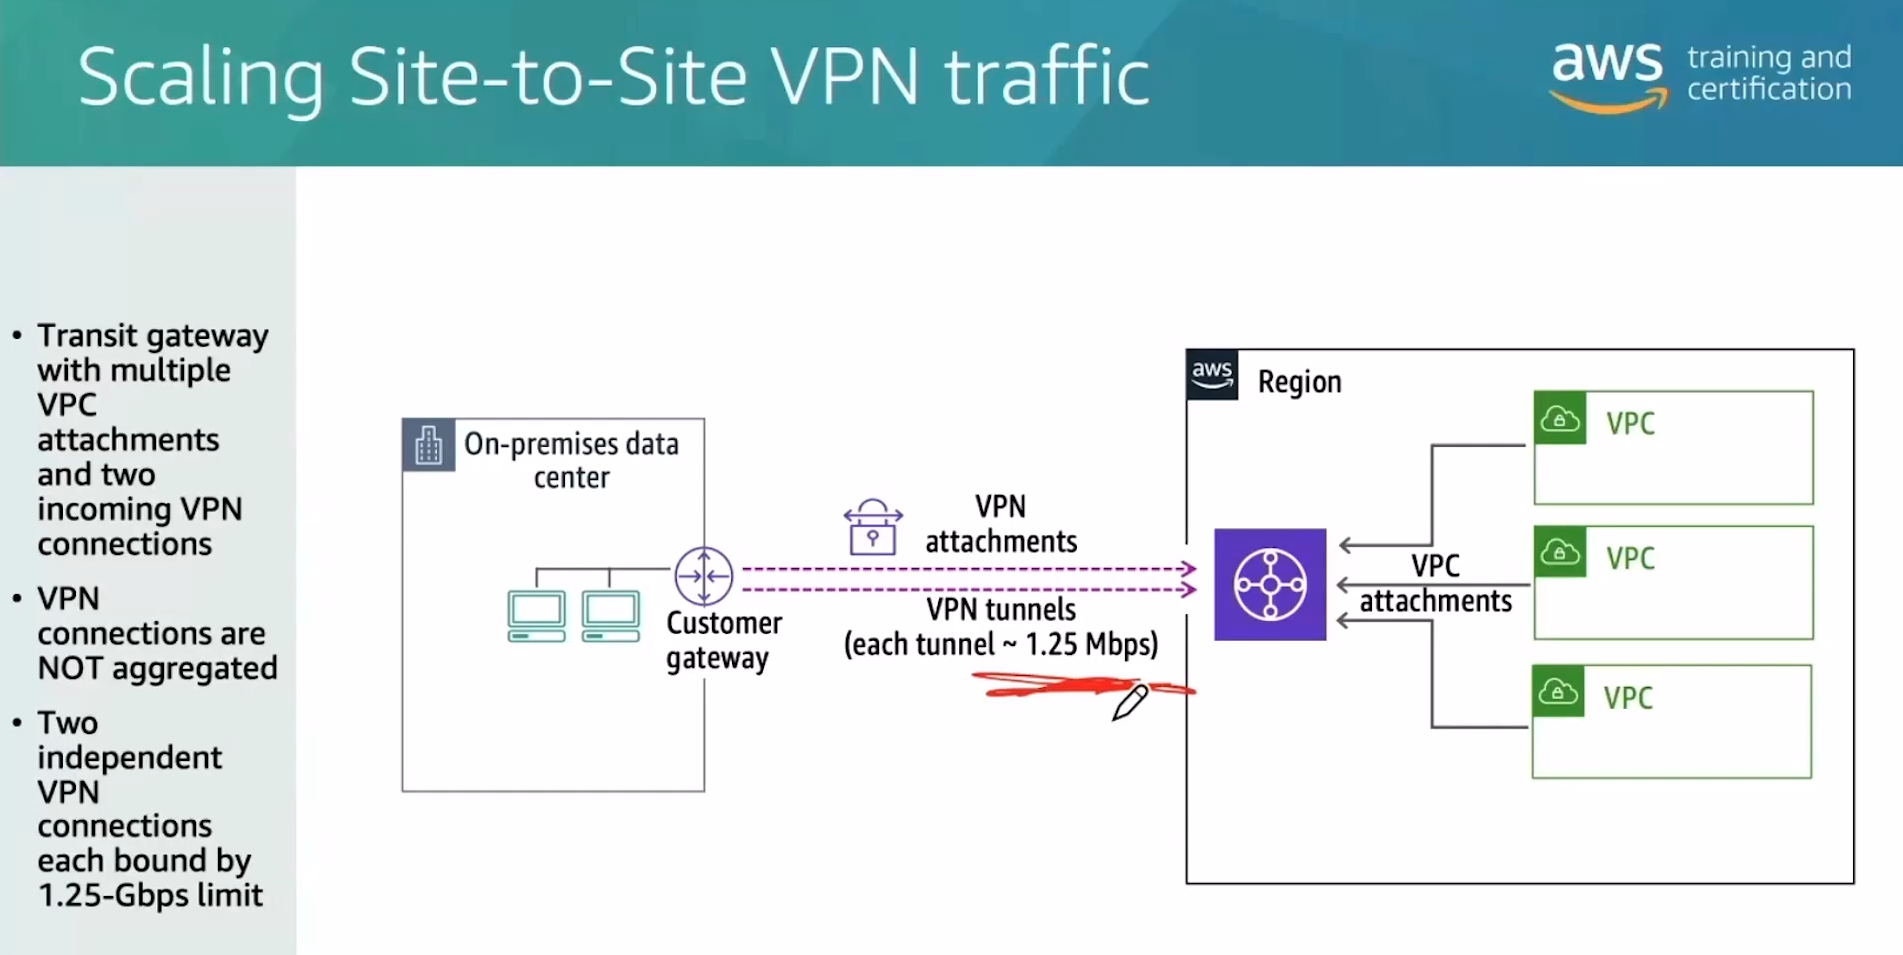 Scaling Site-to-Site VPN traffic
aws training and
certification
• Transit gateway
with multiple
VPC
attachments
and two
incoming VPN
connections
• VPN
connections are
NOT aggregated
• Two
independent
VPN
connections
each bound by
1.25-Gbps limit
On-premises data
center
Customer
gateway
VPN
attachments
VPN tunnels
(each tunnel ~ 1.25 Mbps)
aws
Region
VPC
attachments
VPC
VPC
VPC